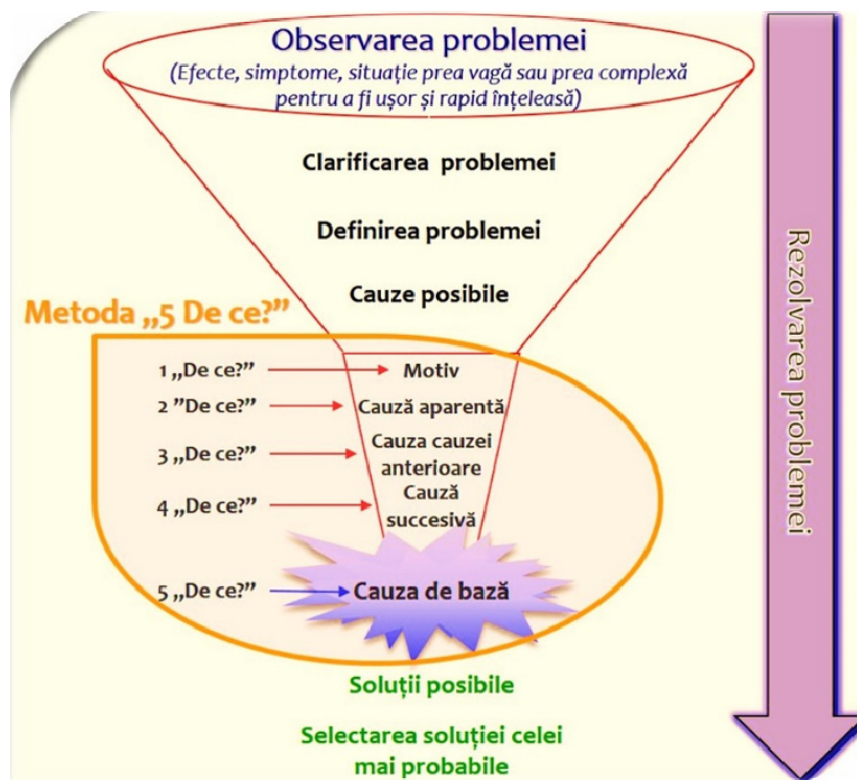 Observarea problemei
(Efecte, simptome, situație prea vagă sau prea complexă
pentru a fi ușor și rapid înțeleasă)
Clarificarea problemei
Definirea problemei
Cauze posibile
Metoda „5 De ce?”
1 „De ce?”
Motiv
2 ”De ce?”
Cauză aparentă
3 „De ce?”
Cauza cauzei
anterioare
4 „De ce?”
Cauză
succesivă
5 „De ce?”
Cauza de bază
Soluții posibile
Selectarea soluției celei
mai probabile
Rezolvarea problemei